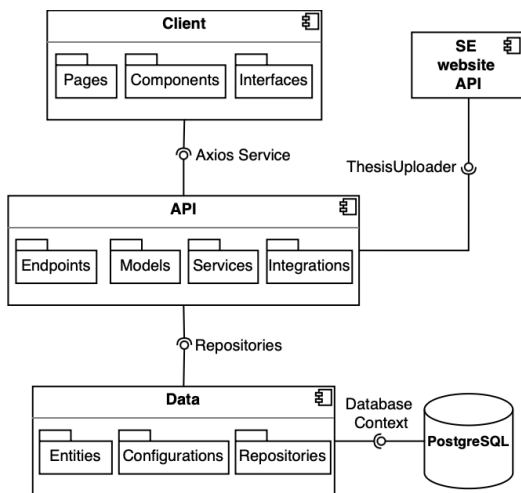 Client
Pages
Components
Interfaces
SE
website
API
Axios Service
ThesisUploader
API
Endpoints
Models
Services
Integrations
Repositories
Data
Entities
Configurations
Repositories
Database
Context
PostgreSQL